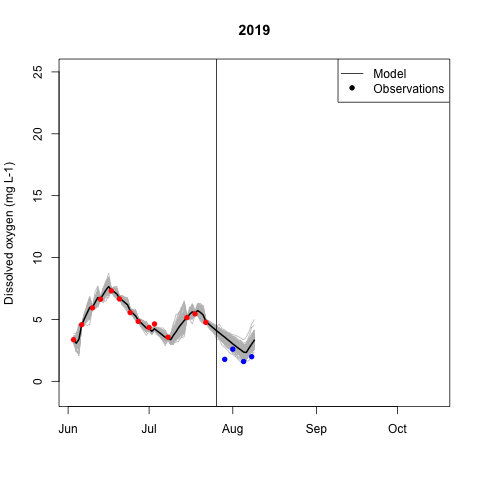 2019
Model
Observations
Dissolved oxygen (mg L-1)
25
20
15
10
5
0
Jun
Jul
Aug
Sep
Oct